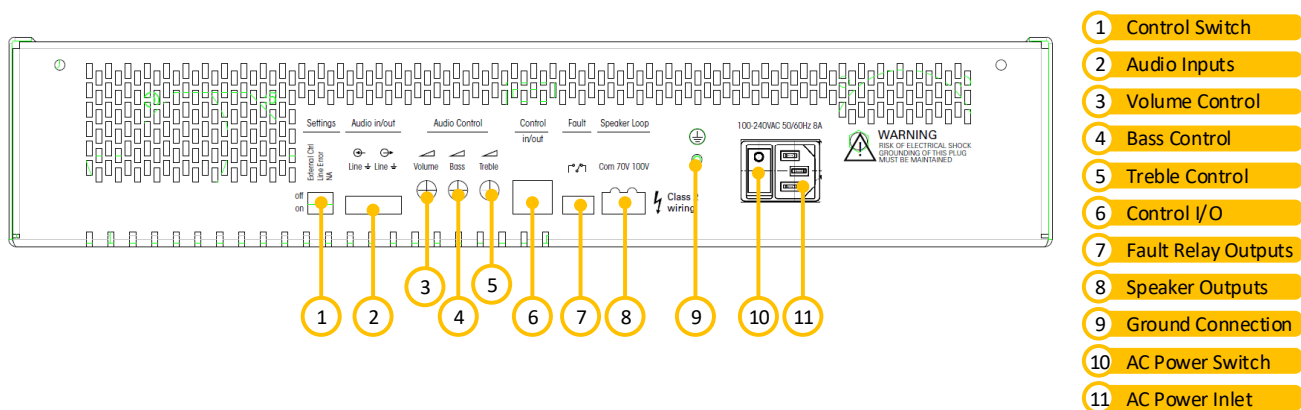 Settings
Audio in/out
Audio Control
Control
in/out
Fault
Speaker Loop
External Ctrl
Line Error
NA
Line Line
Volume
Bass
Treble
Com 70V 100V
off
on
Class 2
wiring
100-240VAC 50/60Hz 8A
WARNING
RISK OF ELECTRICAL SHOCK
GROUNDING OF THIS PLUG
MUST BE MAINTAINED
1
2
3
4
5
6
7
8
9
10
11
1 Control Switch
2 Audio Inputs
3 Volume Control
4 Bass Control
5 Treble Control
6 Control I/O
7 Fault Relay Outputs
8 Speaker Outputs
9 Ground Connection
10 AC Power Switch
11 AC Power Inlet